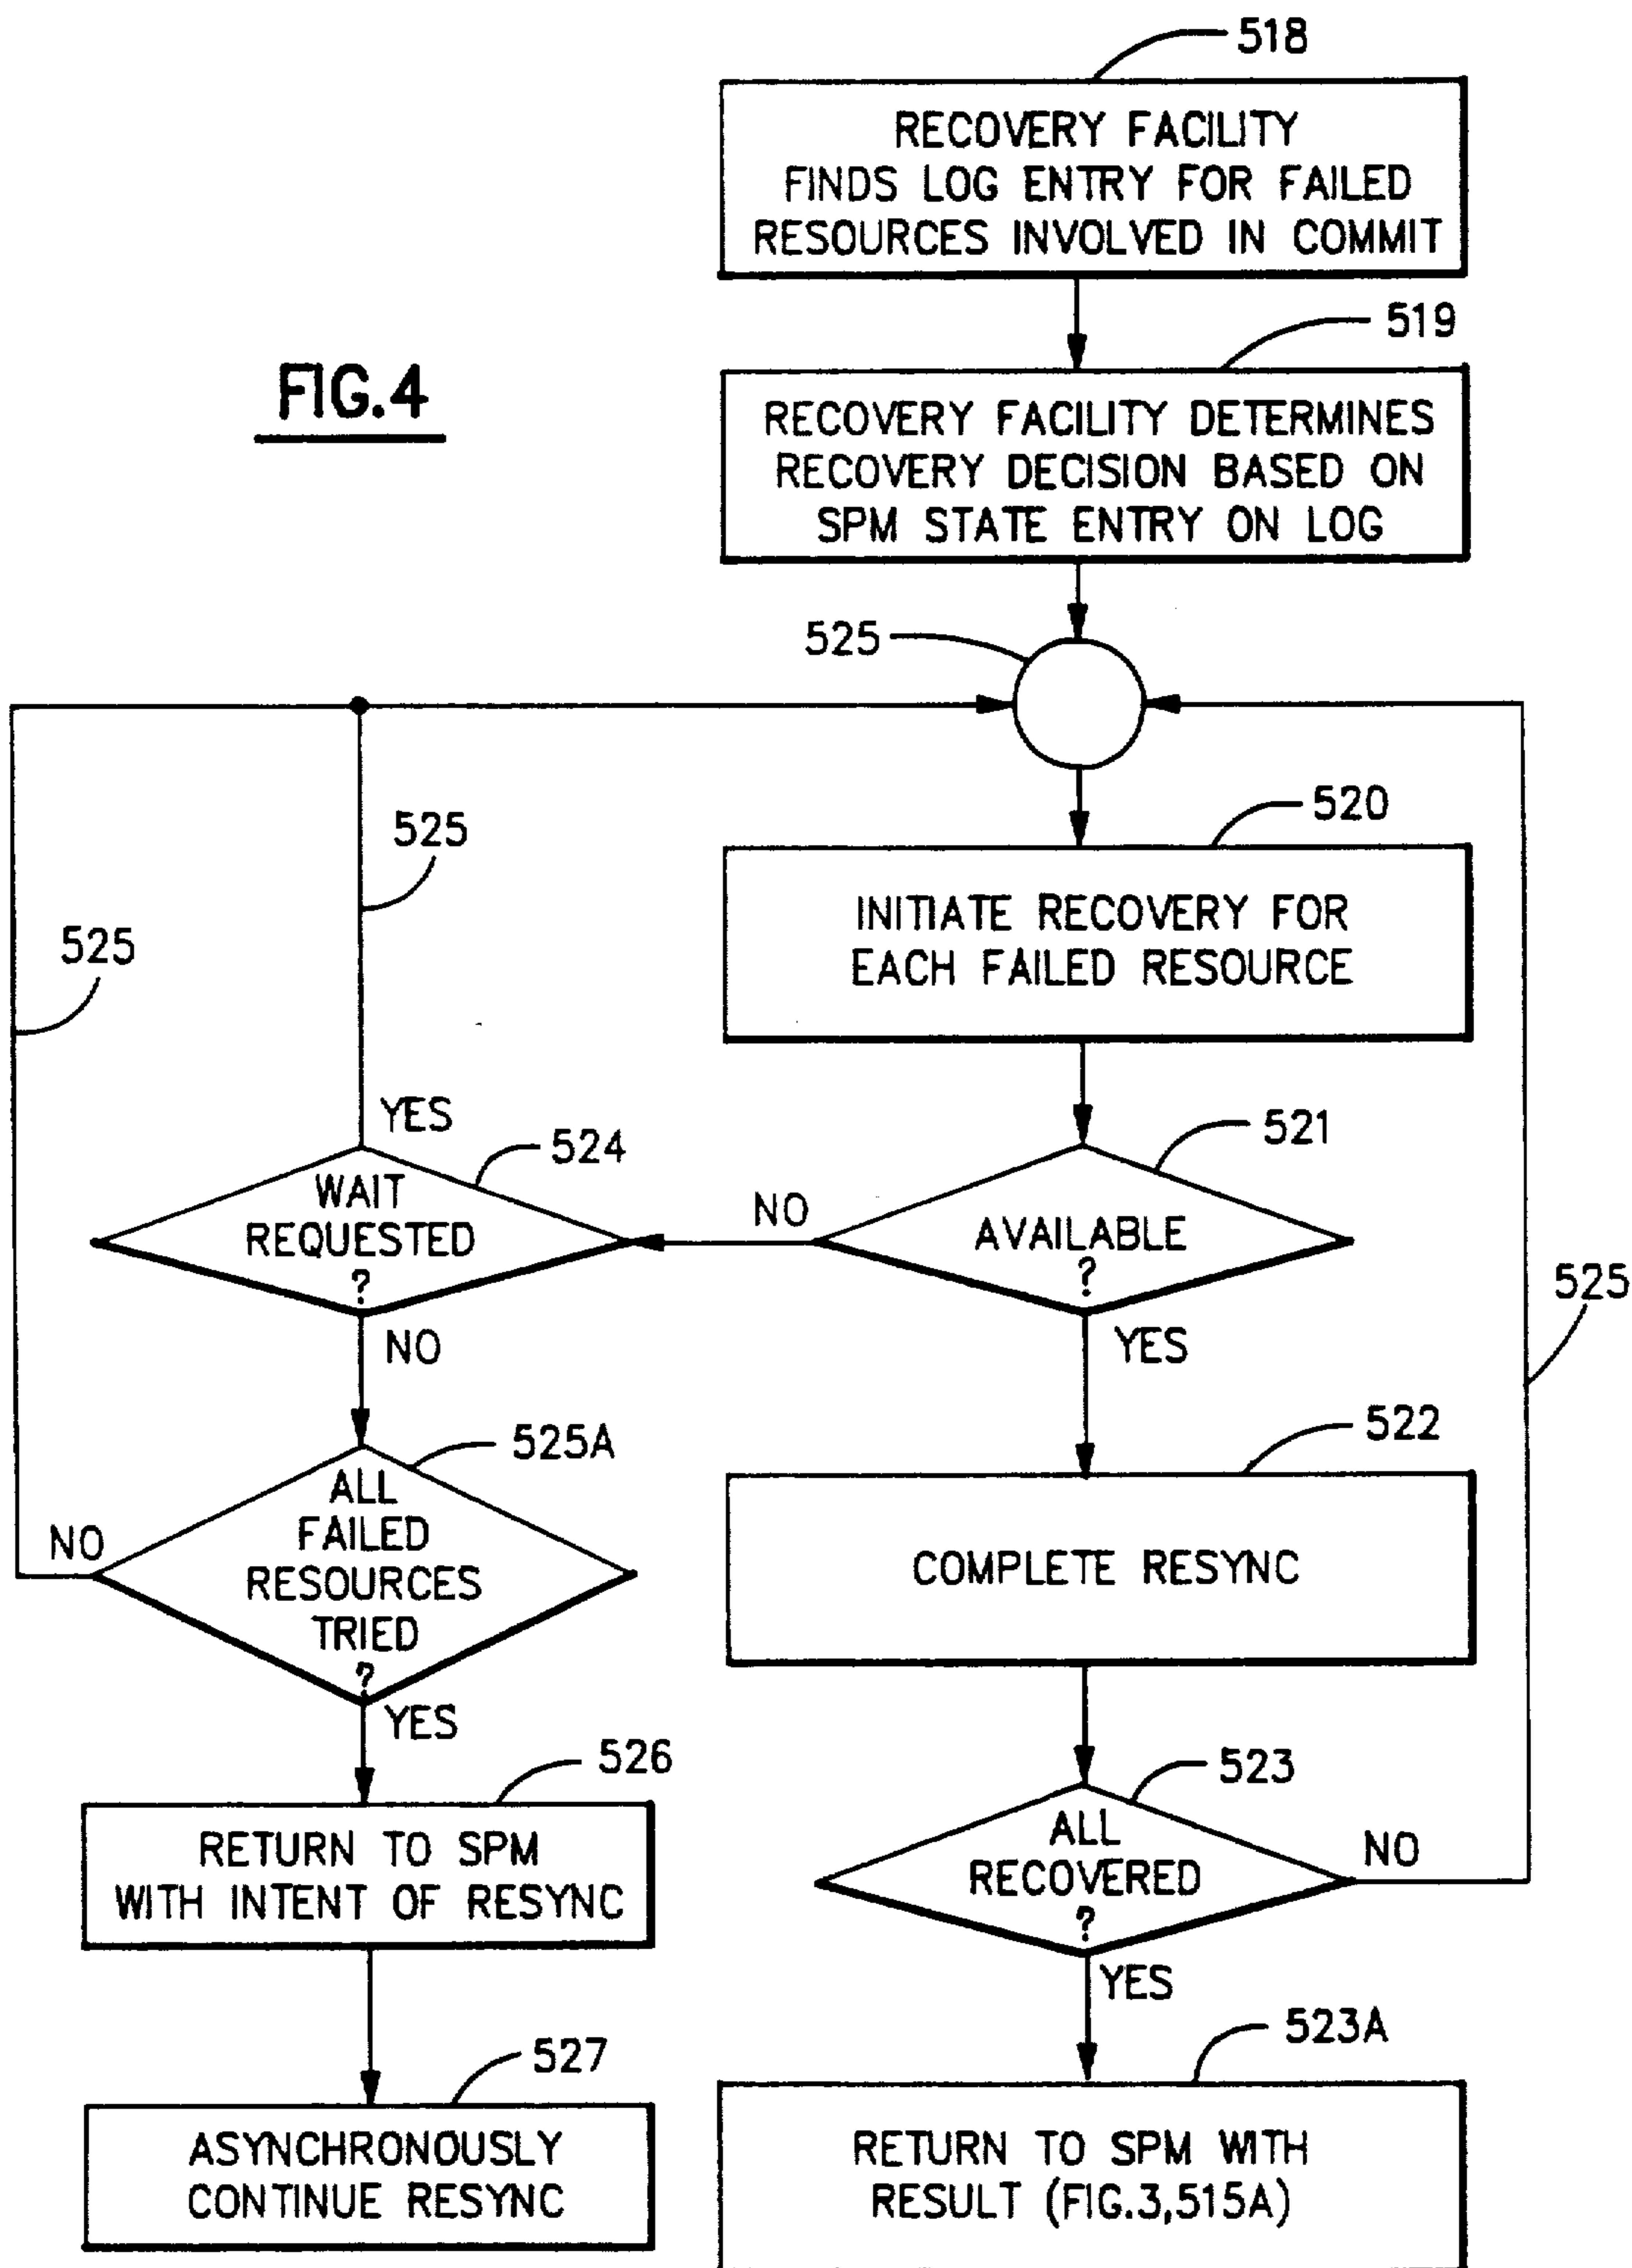 518
RECOVERY FACILITY
FINDS LOG ENTRY FOR FAILED
RESOURCES INVOLVED IN COMMIT
519
FIG.4
RECOVERY FACILITY DETERMINES
RECOVERY DECISION BASED ON
SPM STATE ENTRY ON LOG
525
520
525
INITIATE RECOVERY FOR
EACH FAILED RESOURCE
525
YES
521
524
WAIT
REQUESTED
?
NO
AVAILABLE
?
525
NO
YES
525A
522
ALL
FAILED
RESOURCES
TRIED
?
NO
COMPLETE RESYNC
YES
526
523
RETURN TO SPM
WITH INTENT OF RESYNC
ALL
RECOVERED
?
NO
YES
527
523A
ASYNCHRONOUSLY
CONTINUE RESYNC
RETURN TO SPM WITH
RESULT (FIG.3,515A)